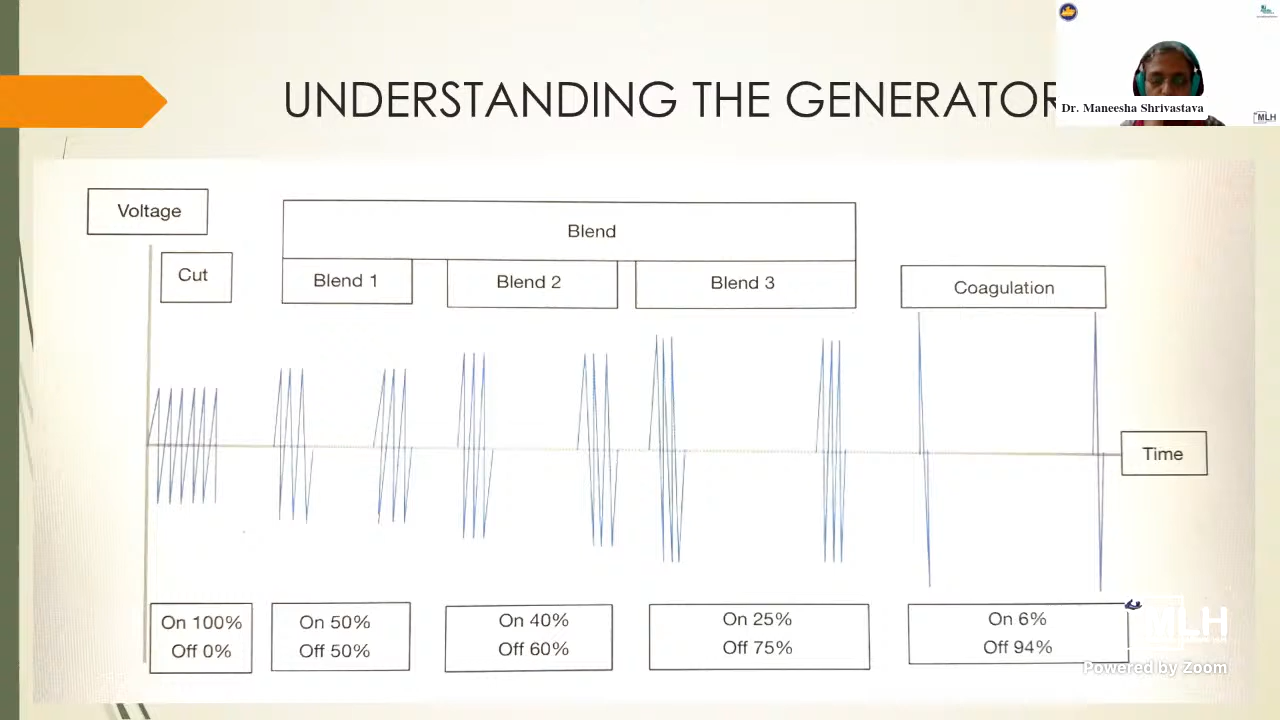 UNDERSTANDING THE GENERATOR
Dr. Maneesha Shrivastava
MLH
Voltage
Cut
Blend
Blend 1
Blend 2
Blend 3
Coagulation
Time
On 100%
Off 0%
On 50%
Off 50%
On 40%
Off 60%
On 25%
Off 75%
On 6%
Off 94%
MLH
Powered by Zoom